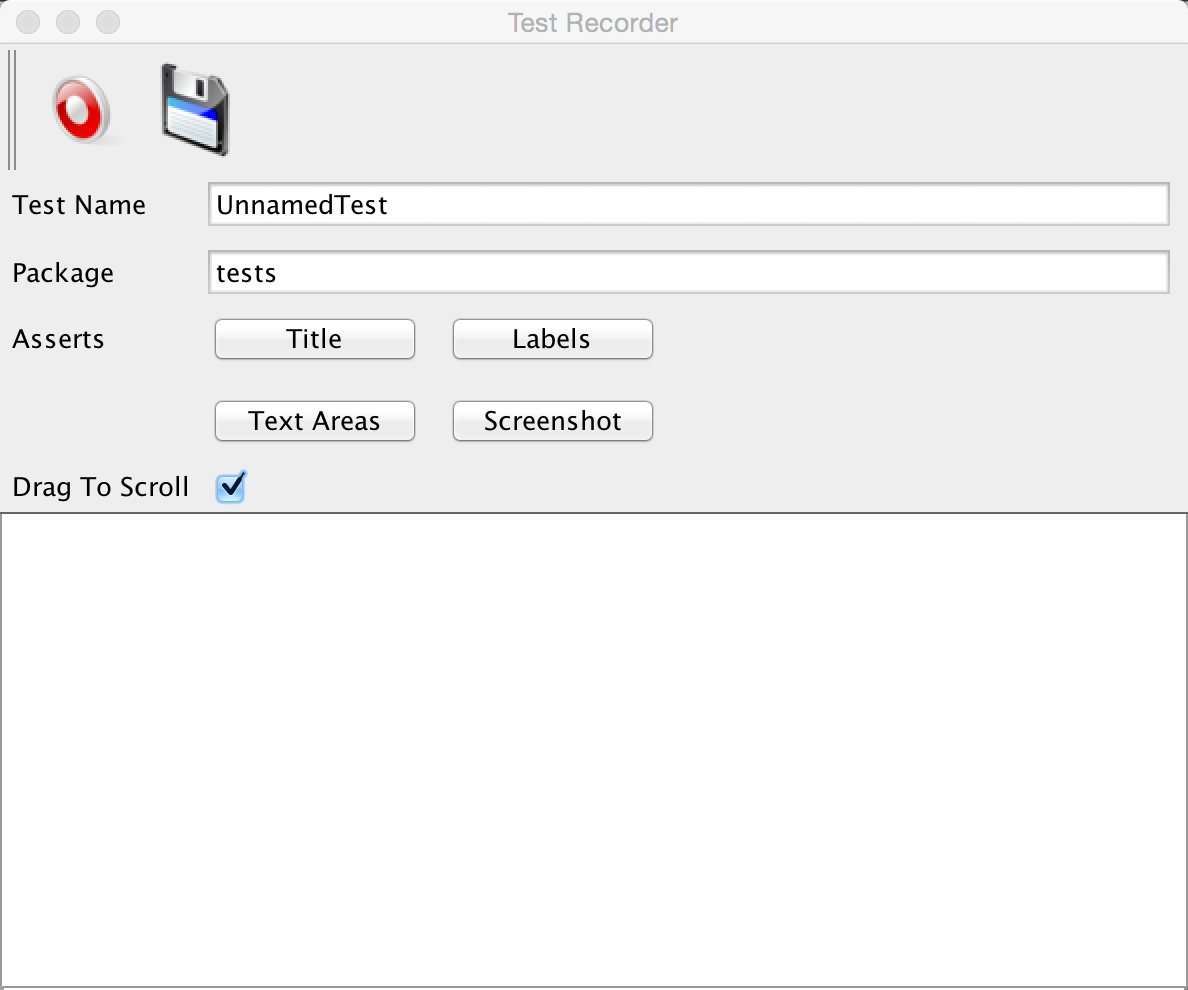 Test Recorder
Test Name UnnamedTest
Package tests
Asserts Title Labels
Text Areas Screenshot
Drag To Scroll